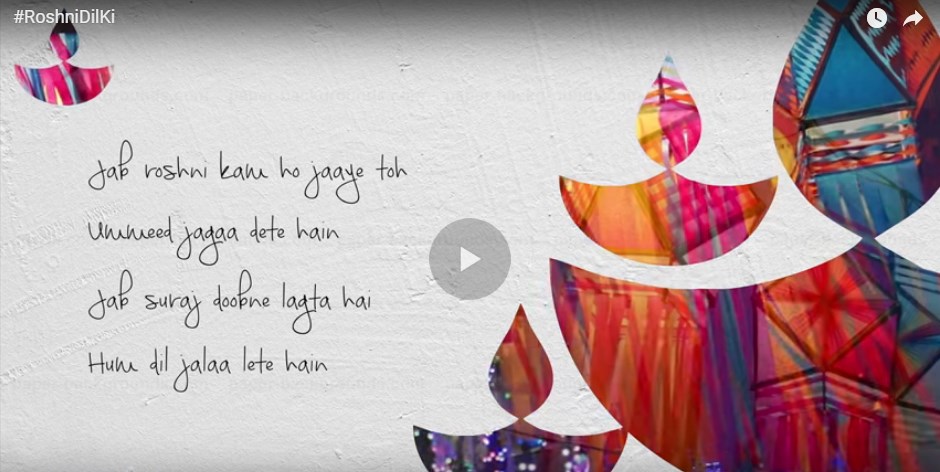 #RoshniDilKi
Jab roshni kam ho jaaye toh
Ummeed jagaa dete hain
Jab suraj doobne lagta hai
Hum dil jalaa lete hain